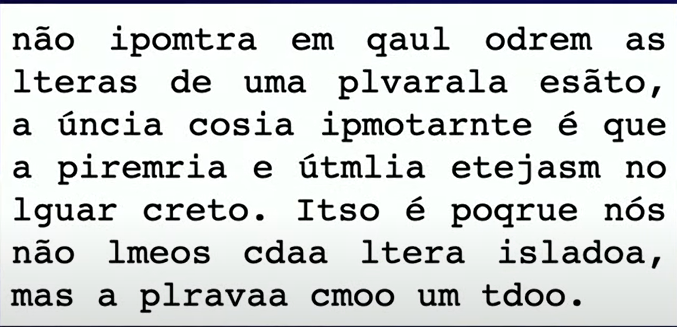 não ipomtra em qaul odrem as
lteras de uma plvarala esãto,
a úncia cosia ipmotarnte é que
a piremria e útmlia etejasm no
lguar creto. Itso é poqrue nós
não lmeos cdaa ltera isladoa,
mas a plravaa cmoo um tdoo.